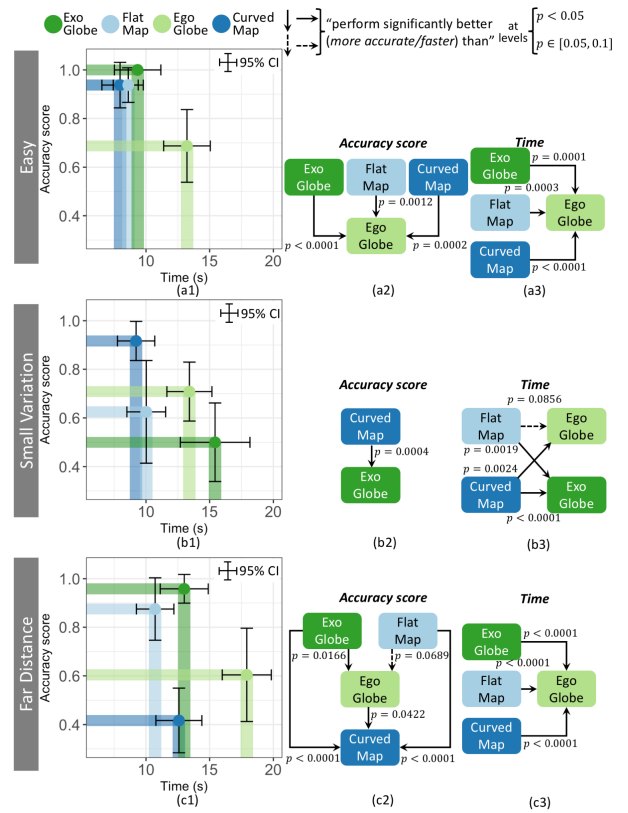 Exo Globe
Flat Map
Ego Globe
Curved Map
"perform significantly better
(more accurate/faster) than"
at levels
p < 0.05
p ∈ [0.05, 0.1]
Easy
Accuracy score
1.0
0.8
0.6
0.4
95% CI
10
15
20
Time (s)
(a1)
Accuracy score
Exo Globe
Flat Map
Curved Map
p = 0.0012
Ego Globe
p < 0.0001
p = 0.0002
(a2)
Time
Exo Globe
p = 0.0001
p = 0.0003
Flat Map
Ego Globe
Curved Map
p < 0.0001
(a3)
Small Variation
Accuracy score
1.0
0.8
0.6
0.4
95% CI
10
15
20
Time (s)
(b1)
Accuracy score
Curved Map
p = 0.0004
Exo Globe
(b2)
Time
p = 0.0856
Flat Map
Ego Globe
p = 0.0019
p = 0.0024
Curved Map
Exo Globe
p < 0.0001
(b3)
Far Distance
Accuracy score
1.0
0.8
0.6
0.4
95% CI
10
15
20
Time (s)
(c1)
Accuracy score
Exo Globe
Flat Map
p = 0.0166
p = 0.0689
Ego Globe
p = 0.0422
Curved Map
p < 0.0001
p < 0.0001
(c2)
Time
Exo Globe
p < 0.0001
p < 0.0001
Flat Map
Ego Globe
Curved Map
p < 0.0001
(c3)